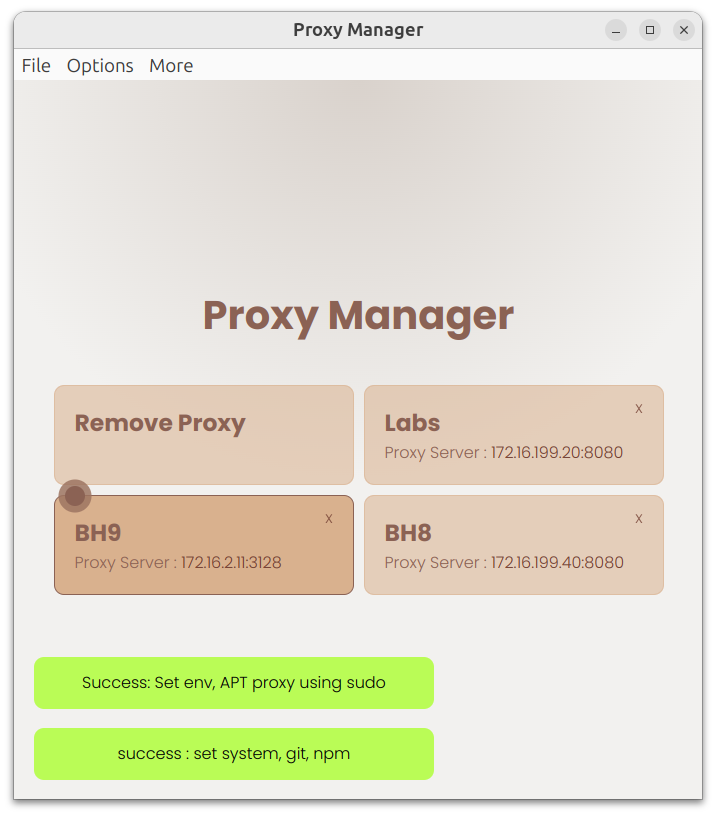 Proxy Manager
File Options More
Proxy Manager
Remove Proxy
x
Labs
Proxy Server : 172.16.199.20:8080
x
BH9
Proxy Server : 172.16.2.11:3128
x
BH8
Proxy Server : 172.16.199.40:8080
Success: Set env, APT proxy using sudo
success : set system, git, npm